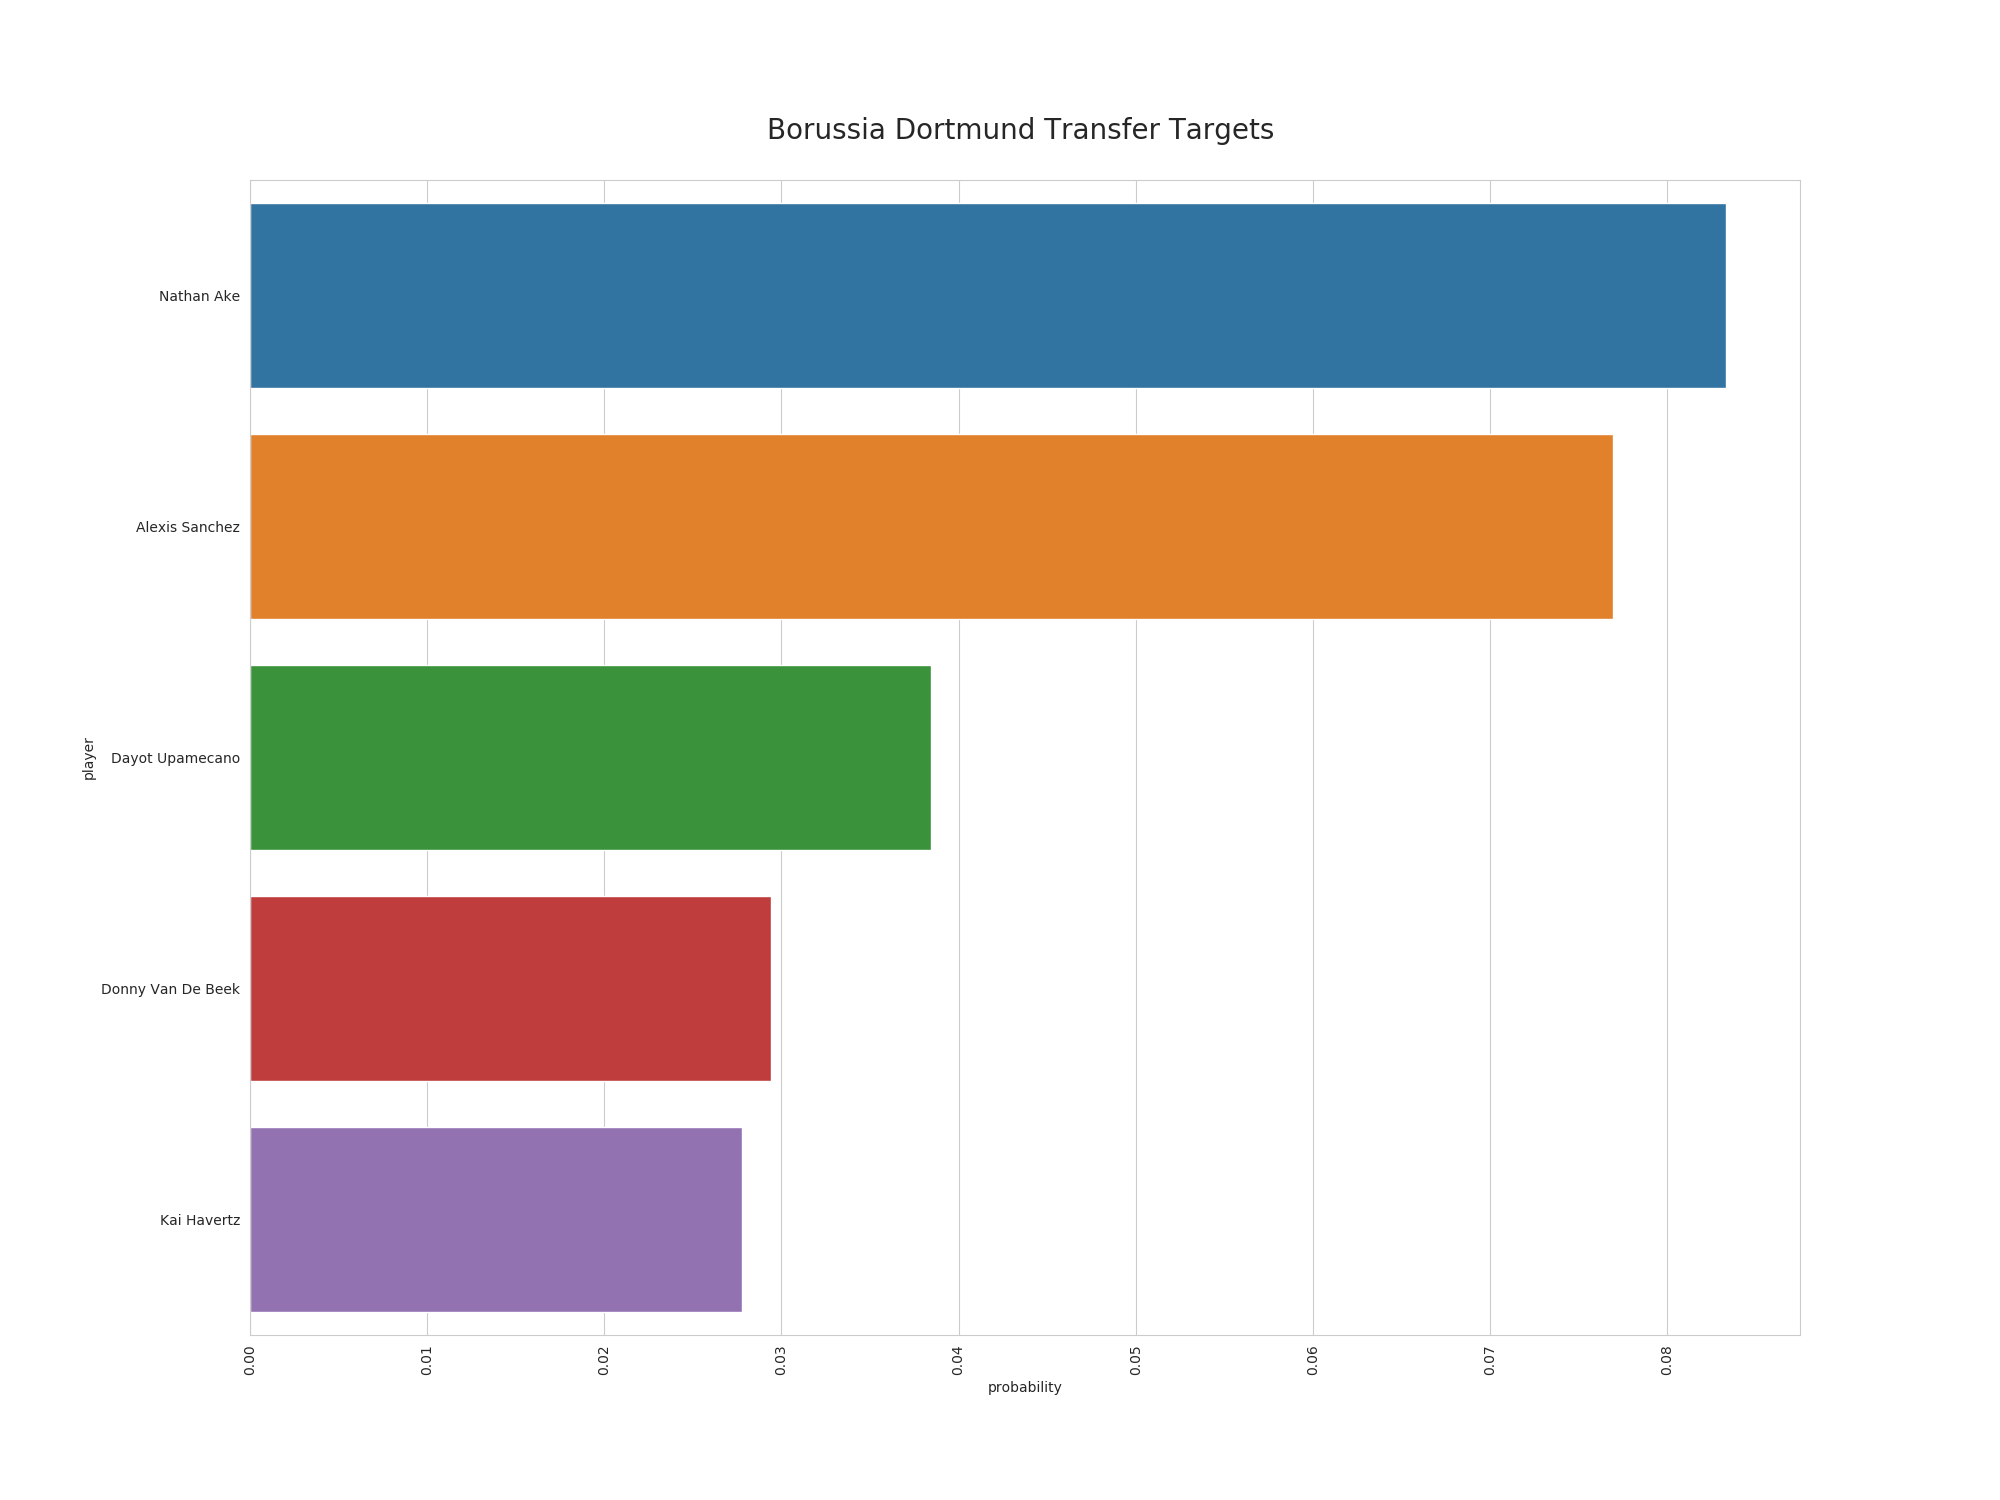 Borussia Dortmund Transfer Targets
Nathan Ake
Alexis Sanchez
Dayot Upamecano
Donny Van De Beek
Kai Havertz
player
0.00
0.01
0.02
0.03
0.04
0.05
0.06
0.07
0.08
probability